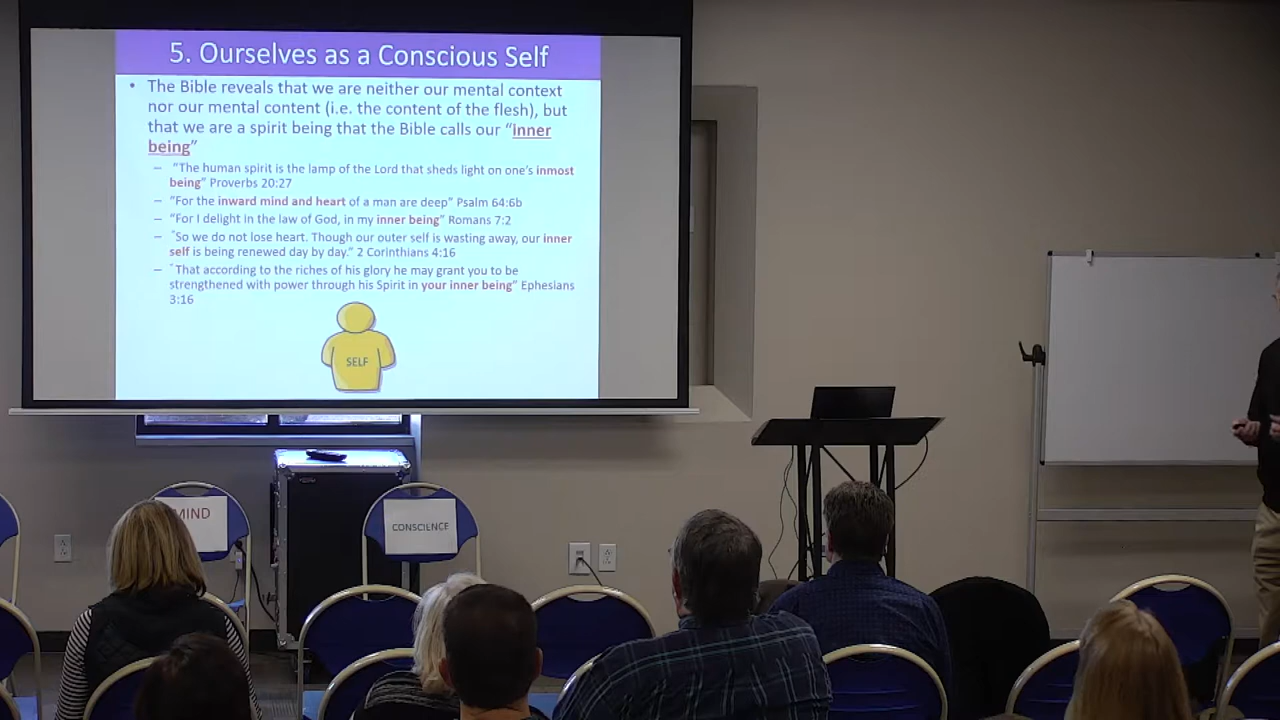 5. Ourselves as a Conscious Self
• The Bible reveals that we are neither our mental context
nor our mental content (i.e. the content of the flesh), but
that we are a spirit being that the Bible calls our “inner
being”
– “The human spirit is the lamp of the Lord that sheds light on one’s inmost
being” Proverbs 20:27
– “For the inward mind and heart of a man are deep” Psalm 64:6b
– “For I delight in the law of God, in my inner being” Romans 7:2
– “So we do not lose heart. Though our outer self is wasting away, our inner
self is being renewed day by day.” 2 Corinthians 4:16
– “That according to the riches of his glory he may grant you to be
strengthened with power through his Spirit in your inner being” Ephesians
3:16
SELF
MIND
CONSCIENCE